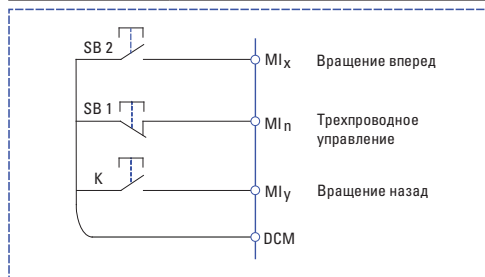 SB 2
MIx
Вращение вперед
SB 1
MIn
Трехпроводное
управление
K
MIy
Вращение назад
DCM